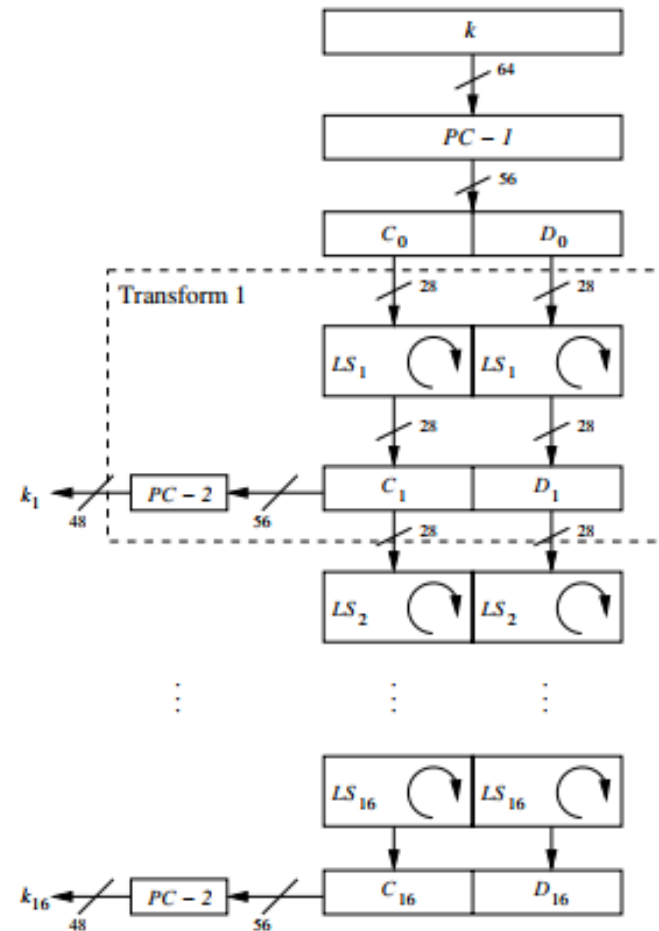 k
64
PC – 1
56
C0 D0
Transform 1
28 28
LS1 LS1
28 28
k1 48 PC – 2 56 C1 D1
28 28
LS2 LS2
LS16 LS16
k16 48 PC – 2 56 C16 D16